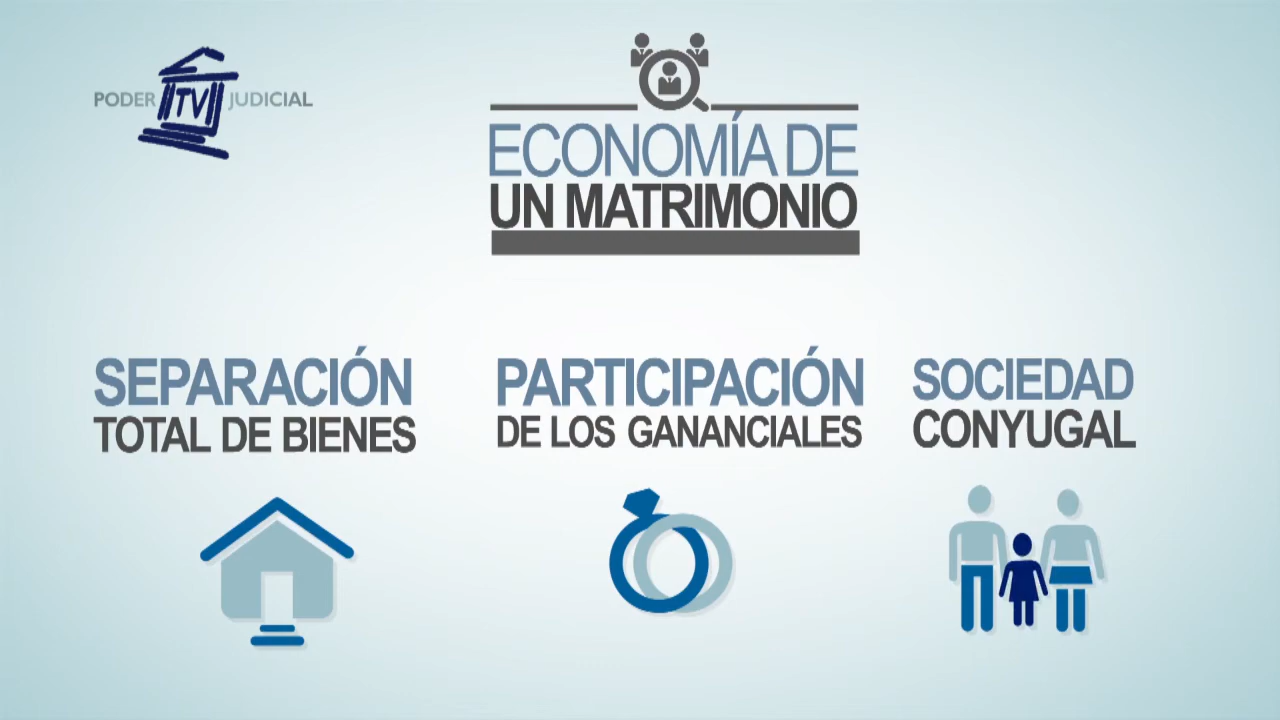 PODER TV JUDICIAL
ECONOMÍA DE
UN MATRIMONIO
SEPARACIÓN
TOTAL DE BIENES
PARTICIPACIÓN
DE LOS GANANCIALES
SOCIEDAD
CONYUGAL